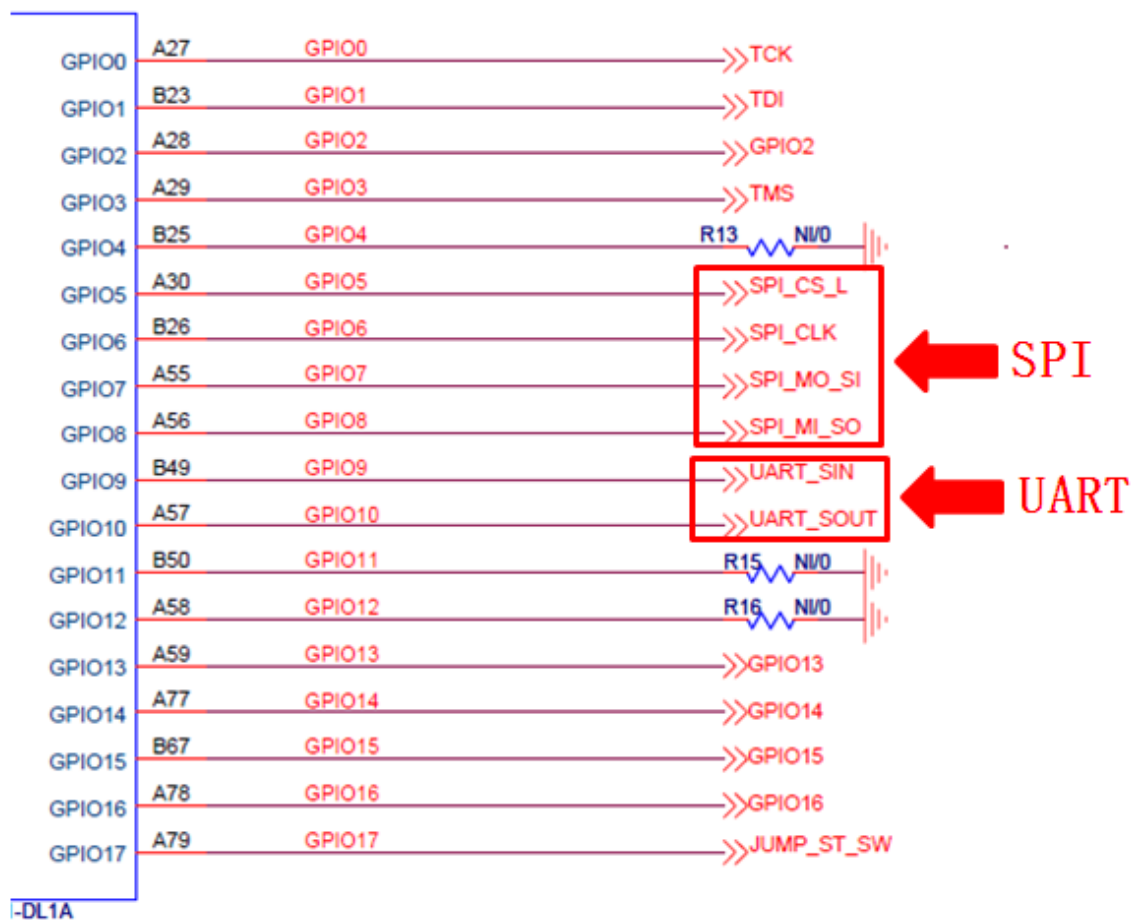 GPIO0 A27 GPIO0 TCK
GPIO1 B23 GPIO1 TDI
GPIO2 A28 GPIO2 GPIO2
GPIO3 A29 GPIO3 TMS
GPIO4 B25 GPIO4 R13 NI/0
GPIO5 A30 GPIO5 SPI_CS_L
GPIO6 B26 GPIO6 SPI_CLK
SPI
GPIO7 A55 GPIO7 SPI_MO_SI
GPIO8 A56 GPIO8 SPI_MI_SO
GPIO9 B49 GPIO9 UART_SIN
UART
GPIO10 A57 GPIO10 UART_SOUT
GPIO11 B50 GPIO11 R15 NI/0
GPIO12 A58 GPIO12 R16 NI/0
GPIO13 A59 GPIO13 GPIO13
GPIO14 A77 GPIO14 GPIO14
GPIO15 B67 GPIO15 GPIO15
GPIO16 A78 GPIO16 GPIO16
GPIO17 A79 GPIO17 JUMP_ST_SW
-DL1A